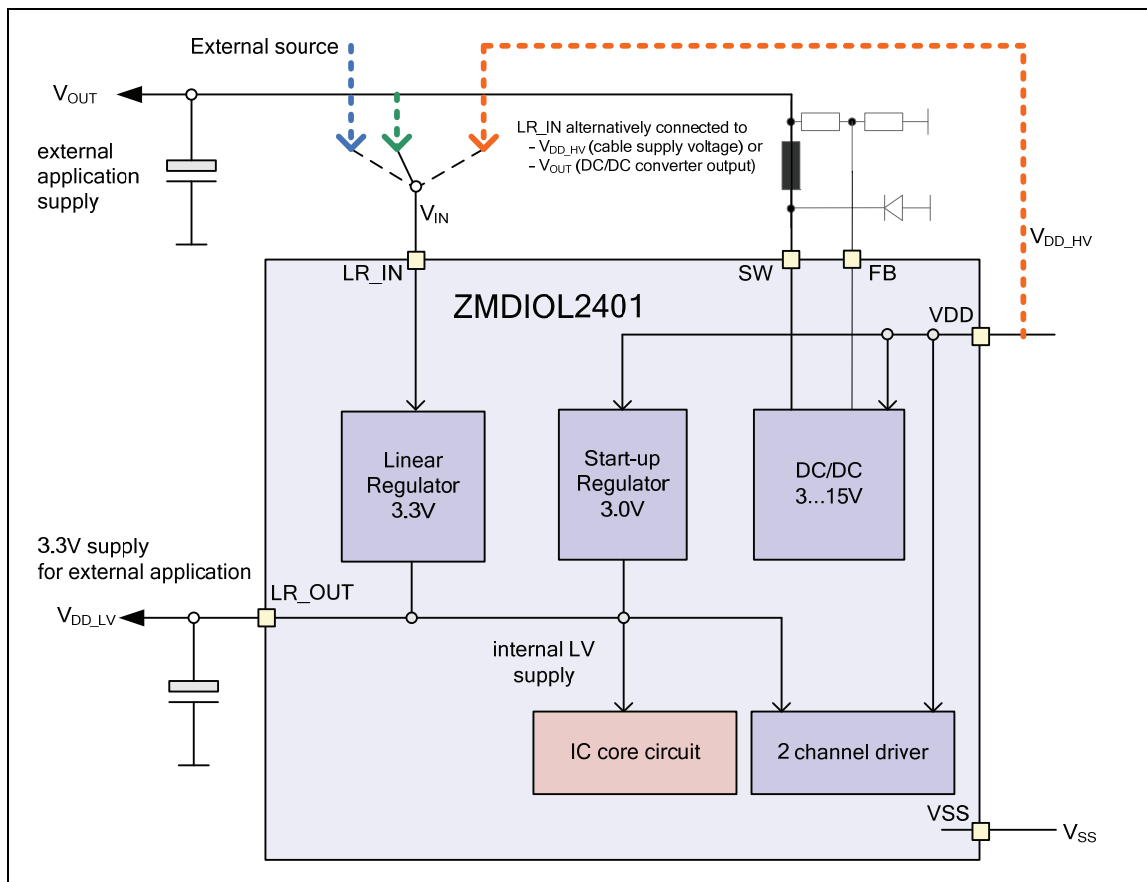 External source
VOUT
external
application
supply
LR_IN alternatively connected to
- VDD_HV (cable supply voltage) or
- VOUT (DC/DC converter output)
VIN
VDD_HV
LR_IN
SW
FB
ZMDIOL2401
VDD
Linear
Regulator
3.3V
Start-up
Regulator
3.0V
DC/DC
3...15V
3.3V supply
for external application
LR_OUT
VDD_LV
internal LV
supply
IC core circuit
2 channel driver
VSS
VSS